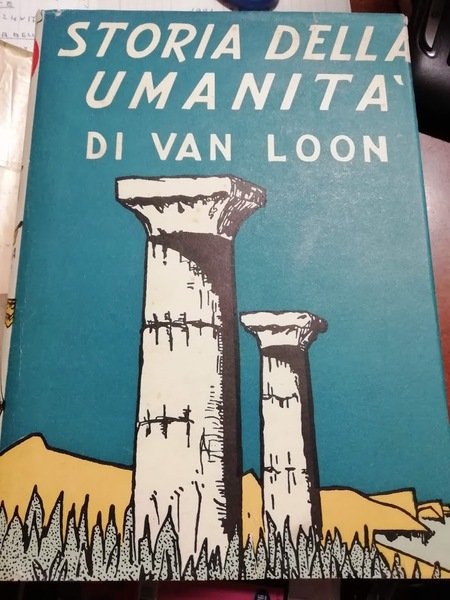 STORIA DELLA
UMANITA'
DI VAN LOON